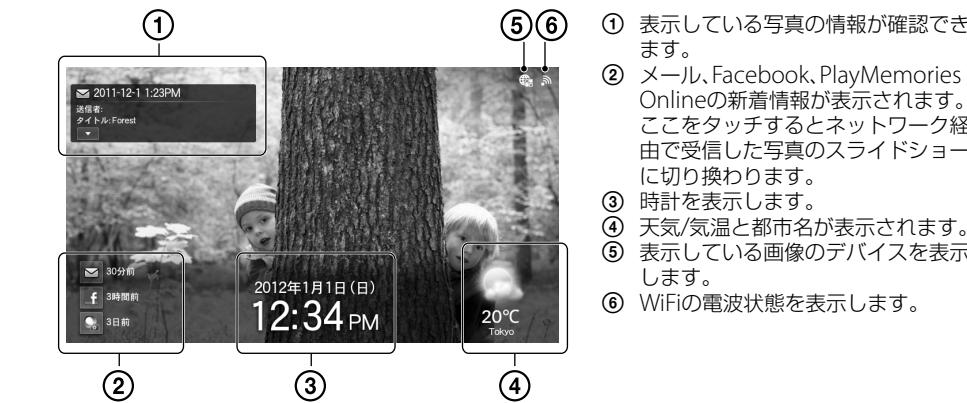 ①
⑤⑥
2011-12-1 1:23PM
送信者:
タイトル:Forest
30分前
3時間前
3日前
2012年1月1日(日)
12:34 PM
20℃
Tokyo
②
③
④
① 表示している写真の情報が確認でき
ます。
② メール、Facebook、PlayMemories
Onlineの新着情報が表示されます。
ここをタッチするとネットワーク経
由で受信した写真のスライドショー
に切り換わります。
③ 時計を表示します。
④ 天気/気温と都市名が表示されます。
⑤ 表示している画像のデバイスを表示
します。
⑥ WiFiの電波状態を表示します。